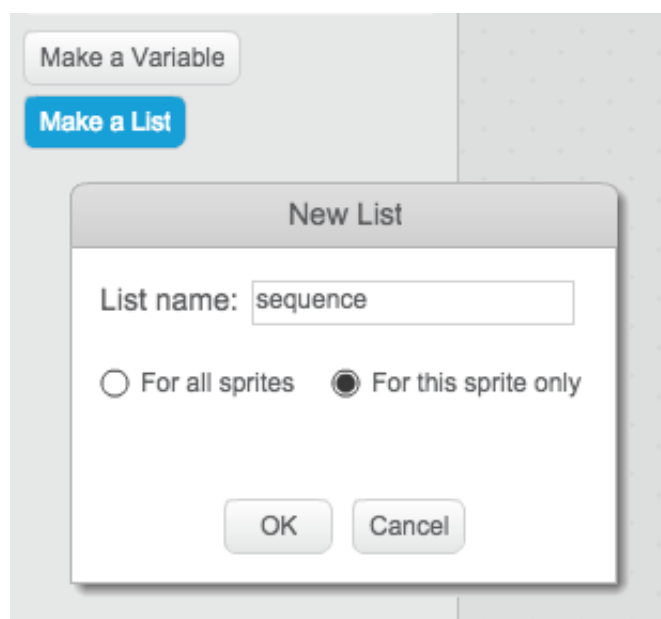 Make a Variable
Make a List
New List
List name: sequence
For all sprites For this sprite only
OK Cancel